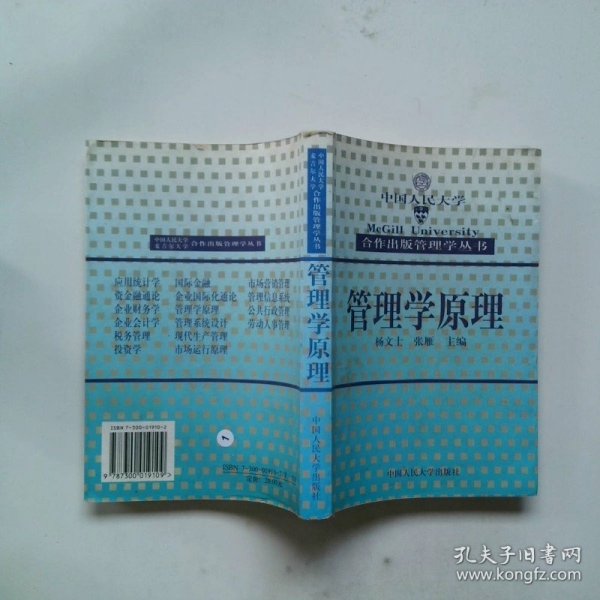 中国人民大学
McGill University
合作出版管理学丛书
管理学原理
杨文士 张雁 主编
中国人民大学出版社
中国人民大学
麦吉尔大学
合作出版管理学丛书
管理学原理
中国人民大学出版社
中国人民大学
麦吉尔大学
合作出版管理学丛书
应用统计学 国际金融 市场营销管理
资金融通论 企业国际化通论 管理信息系统
企业财务学 管理学原理 公共行政管理
企业会计学 管理系统设计 劳动人事管理
税务管理 现代生产管理
投资学 市场运行原理
ISBN 7-300-01910-2
9 787300 019109 >
孔夫子旧书网
www.kongfz.com